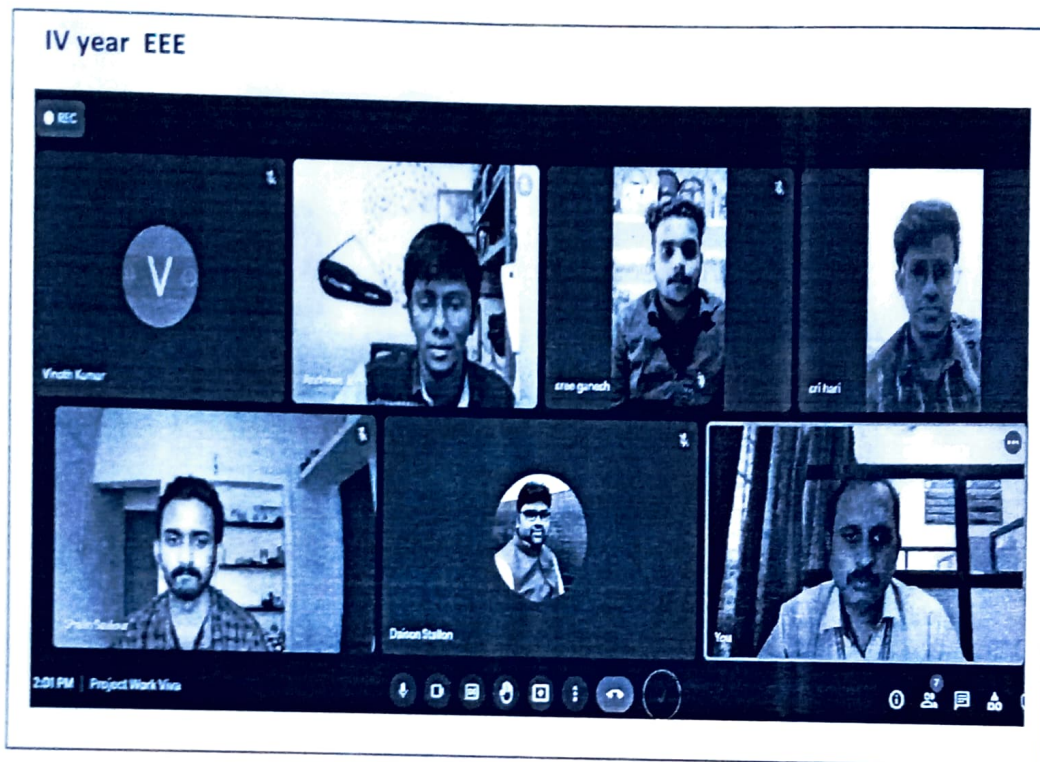 IV year EEE
REC
V
Vinoth Kumar
sree ganesh
sri hari
Daison Stallon
You
2:01 PM | Project Work Viva
7